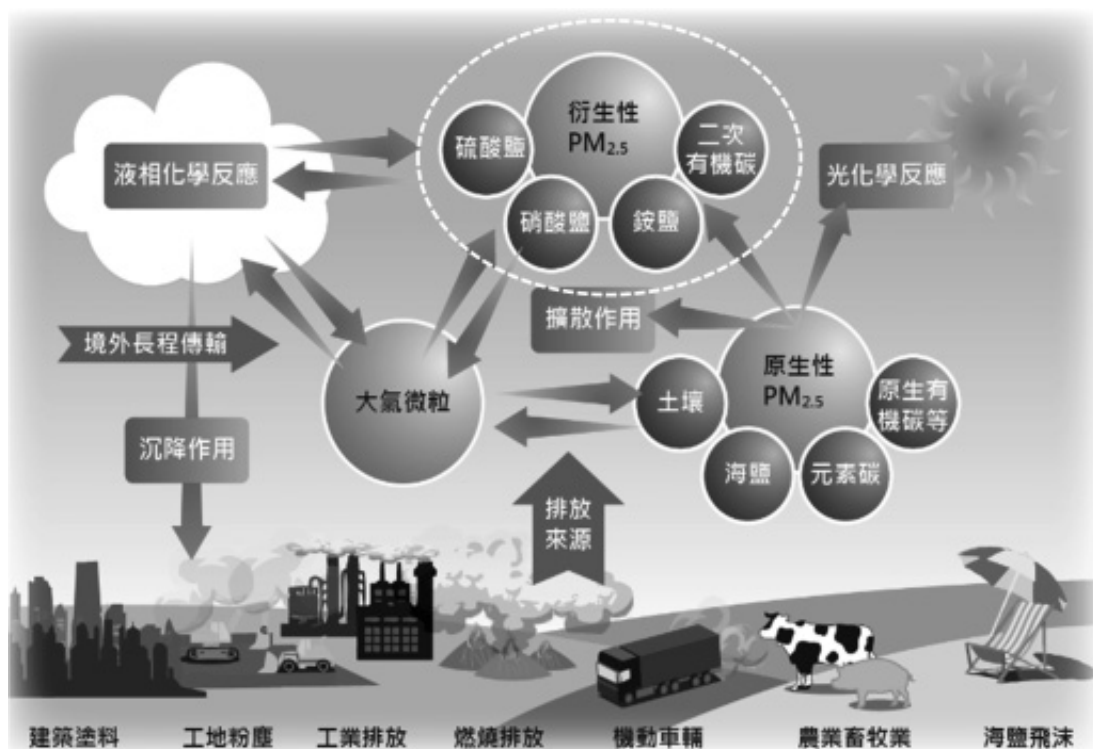 衍生性
PM2.5
硫酸鹽
二次
有機碳
液相化學反應
光化學反應
硝酸鹽
銨鹽
擴散作用
境外長程傳輸
大氣微粒
原生性
PM2.5
土壤
原生有
機碳等
沉降作用
海鹽
元素碳
排放
來源
建築塗料
工地粉塵
工業排放
燃燒排放
機動車輛
農業畜牧業
海鹽飛沫